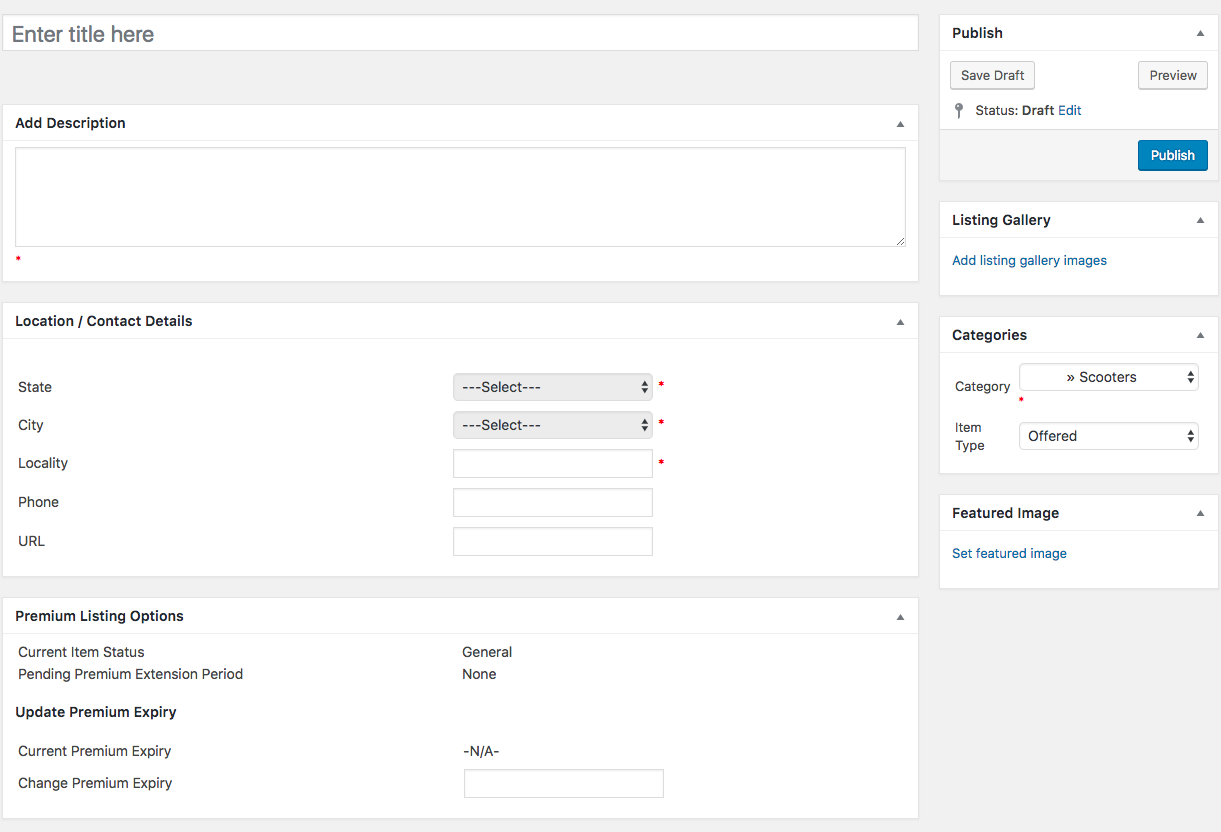 Enter title here
Add Description
*
Location / Contact Details
State ---Select--- *
City ---Select--- *
Locality *
Phone
URL
Premium Listing Options
Current Item Status General
Pending Premium Extension Period None
Update Premium Expiry
Current Premium Expiry -N/A-
Change Premium Expiry
Publish
Save Draft Preview
Status: Draft Edit
Publish
Listing Gallery
Add listing gallery images
Categories
Category » Scooters
*
Item
Type Offered
Featured Image
Set featured image